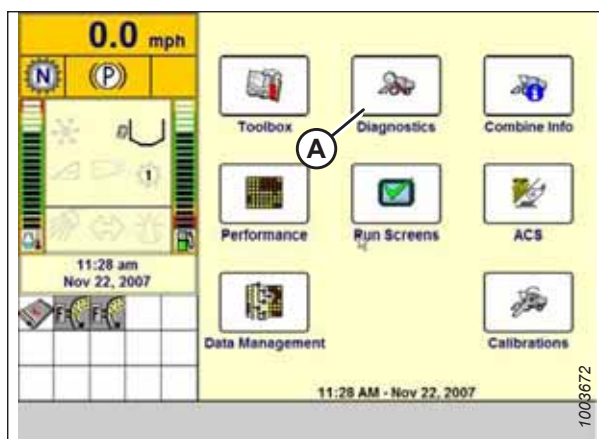 0.0 mph
N
P
1
11:28 am
Nov 22, 2007
F
F
Toolbox
Diagnostics
Combine Info
A
Performance
Run Screens
ACS
Data Management
Calibrations
11:28 AM - Nov 22, 2007
1003672